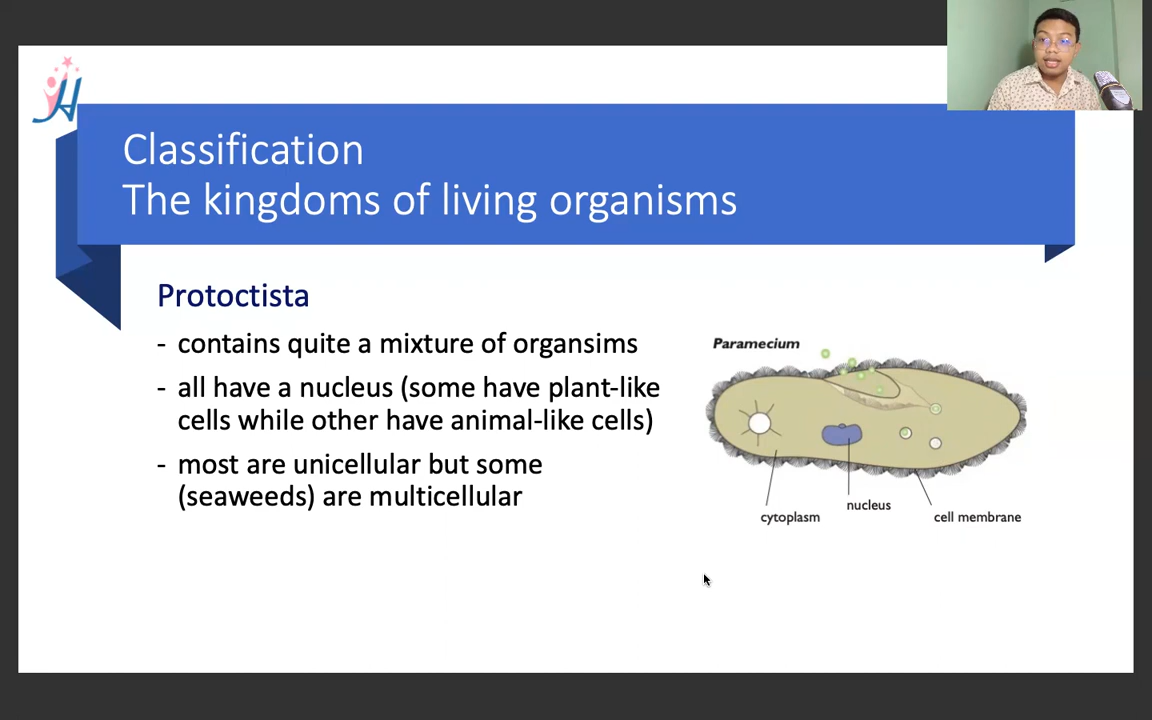 Classification
The kingdoms of living organisms
Protoctista
- contains quite a mixture of organsims
- all have a nucleus (some have plant-like
cells while other have animal-like cells)
- most are unicellular but some
(seaweeds) are multicellular
Paramecium
cytoplasm
nucleus
cell membrane